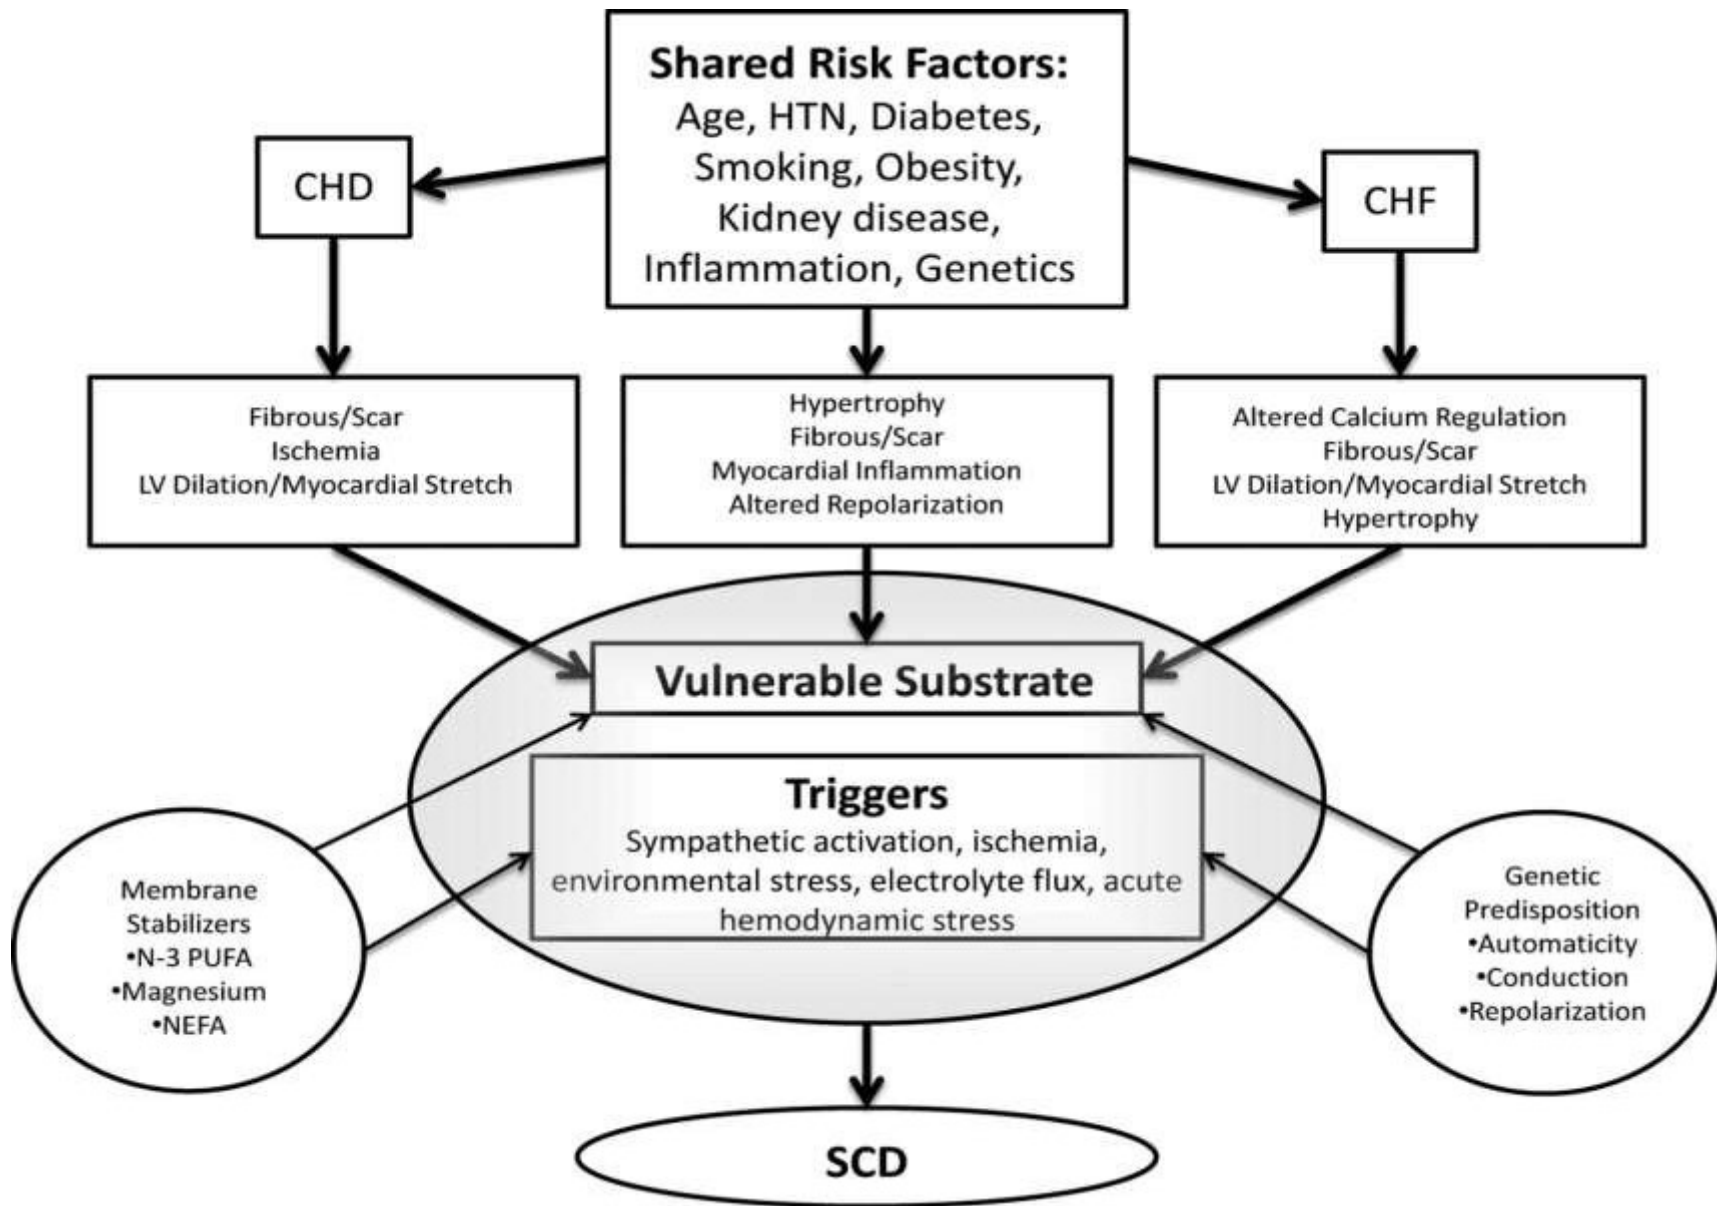 Shared Risk Factors:
Age, HTN, Diabetes,
Smoking, Obesity,
Kidney disease,
Inflammation, Genetics
CHD
CHF
Fibrous/Scar
Ischemia
LV Dilation/Myocardial Stretch
Hypertrophy
Fibrous/Scar
Myocardial Inflammation
Altered Repolarization
Altered Calcium Regulation
Fibrous/Scar
LV Dilation/Myocardial Stretch
Hypertrophy
Vulnerable Substrate
Triggers
Sympathetic activation, ischemia,
environmental stress, electrolyte flux, acute
hemodynamic stress
Membrane
Stabilizers
•N-3 PUFA
•Magnesium
•NEFA
Genetic
Predisposition
•Automaticity
•Conduction
•Repolarization
SCD